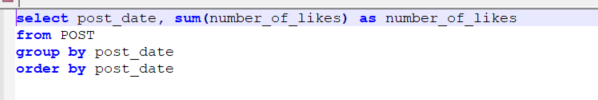 select post_date, sum(number_of_likes) as number_of_likes
from POST
group by post_date
order by post_date